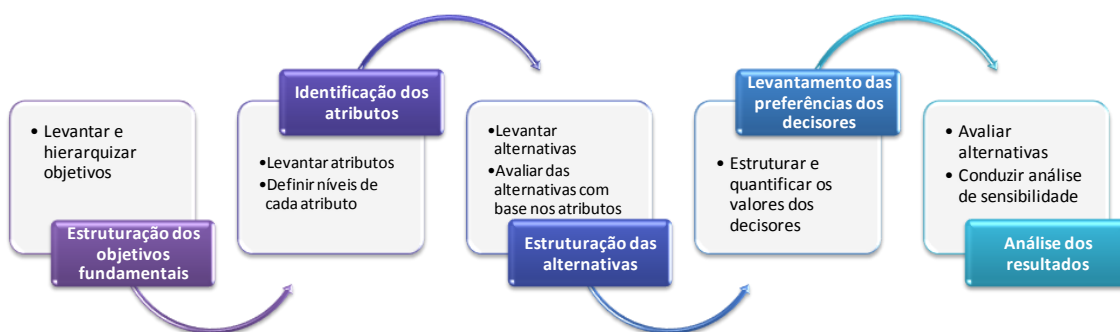 • Levantar e
hierarquizar
objetivos
Estruturação dos
objetivos
fundamentais
Identificação dos
atributos
•Levantar atributos
•Definir níveis de
cada atributo
•Levantar
alternativas
•Avaliar das
alternativas com
base nos atributos
Estruturação das
alternativas
Levantamento das
preferências dos
decisores
• Estruturar e
quantificar os
valores dos
decisores
• Avaliar
alternativas
• Conduzir análise
de sensibilidade
Análise dos
resultados